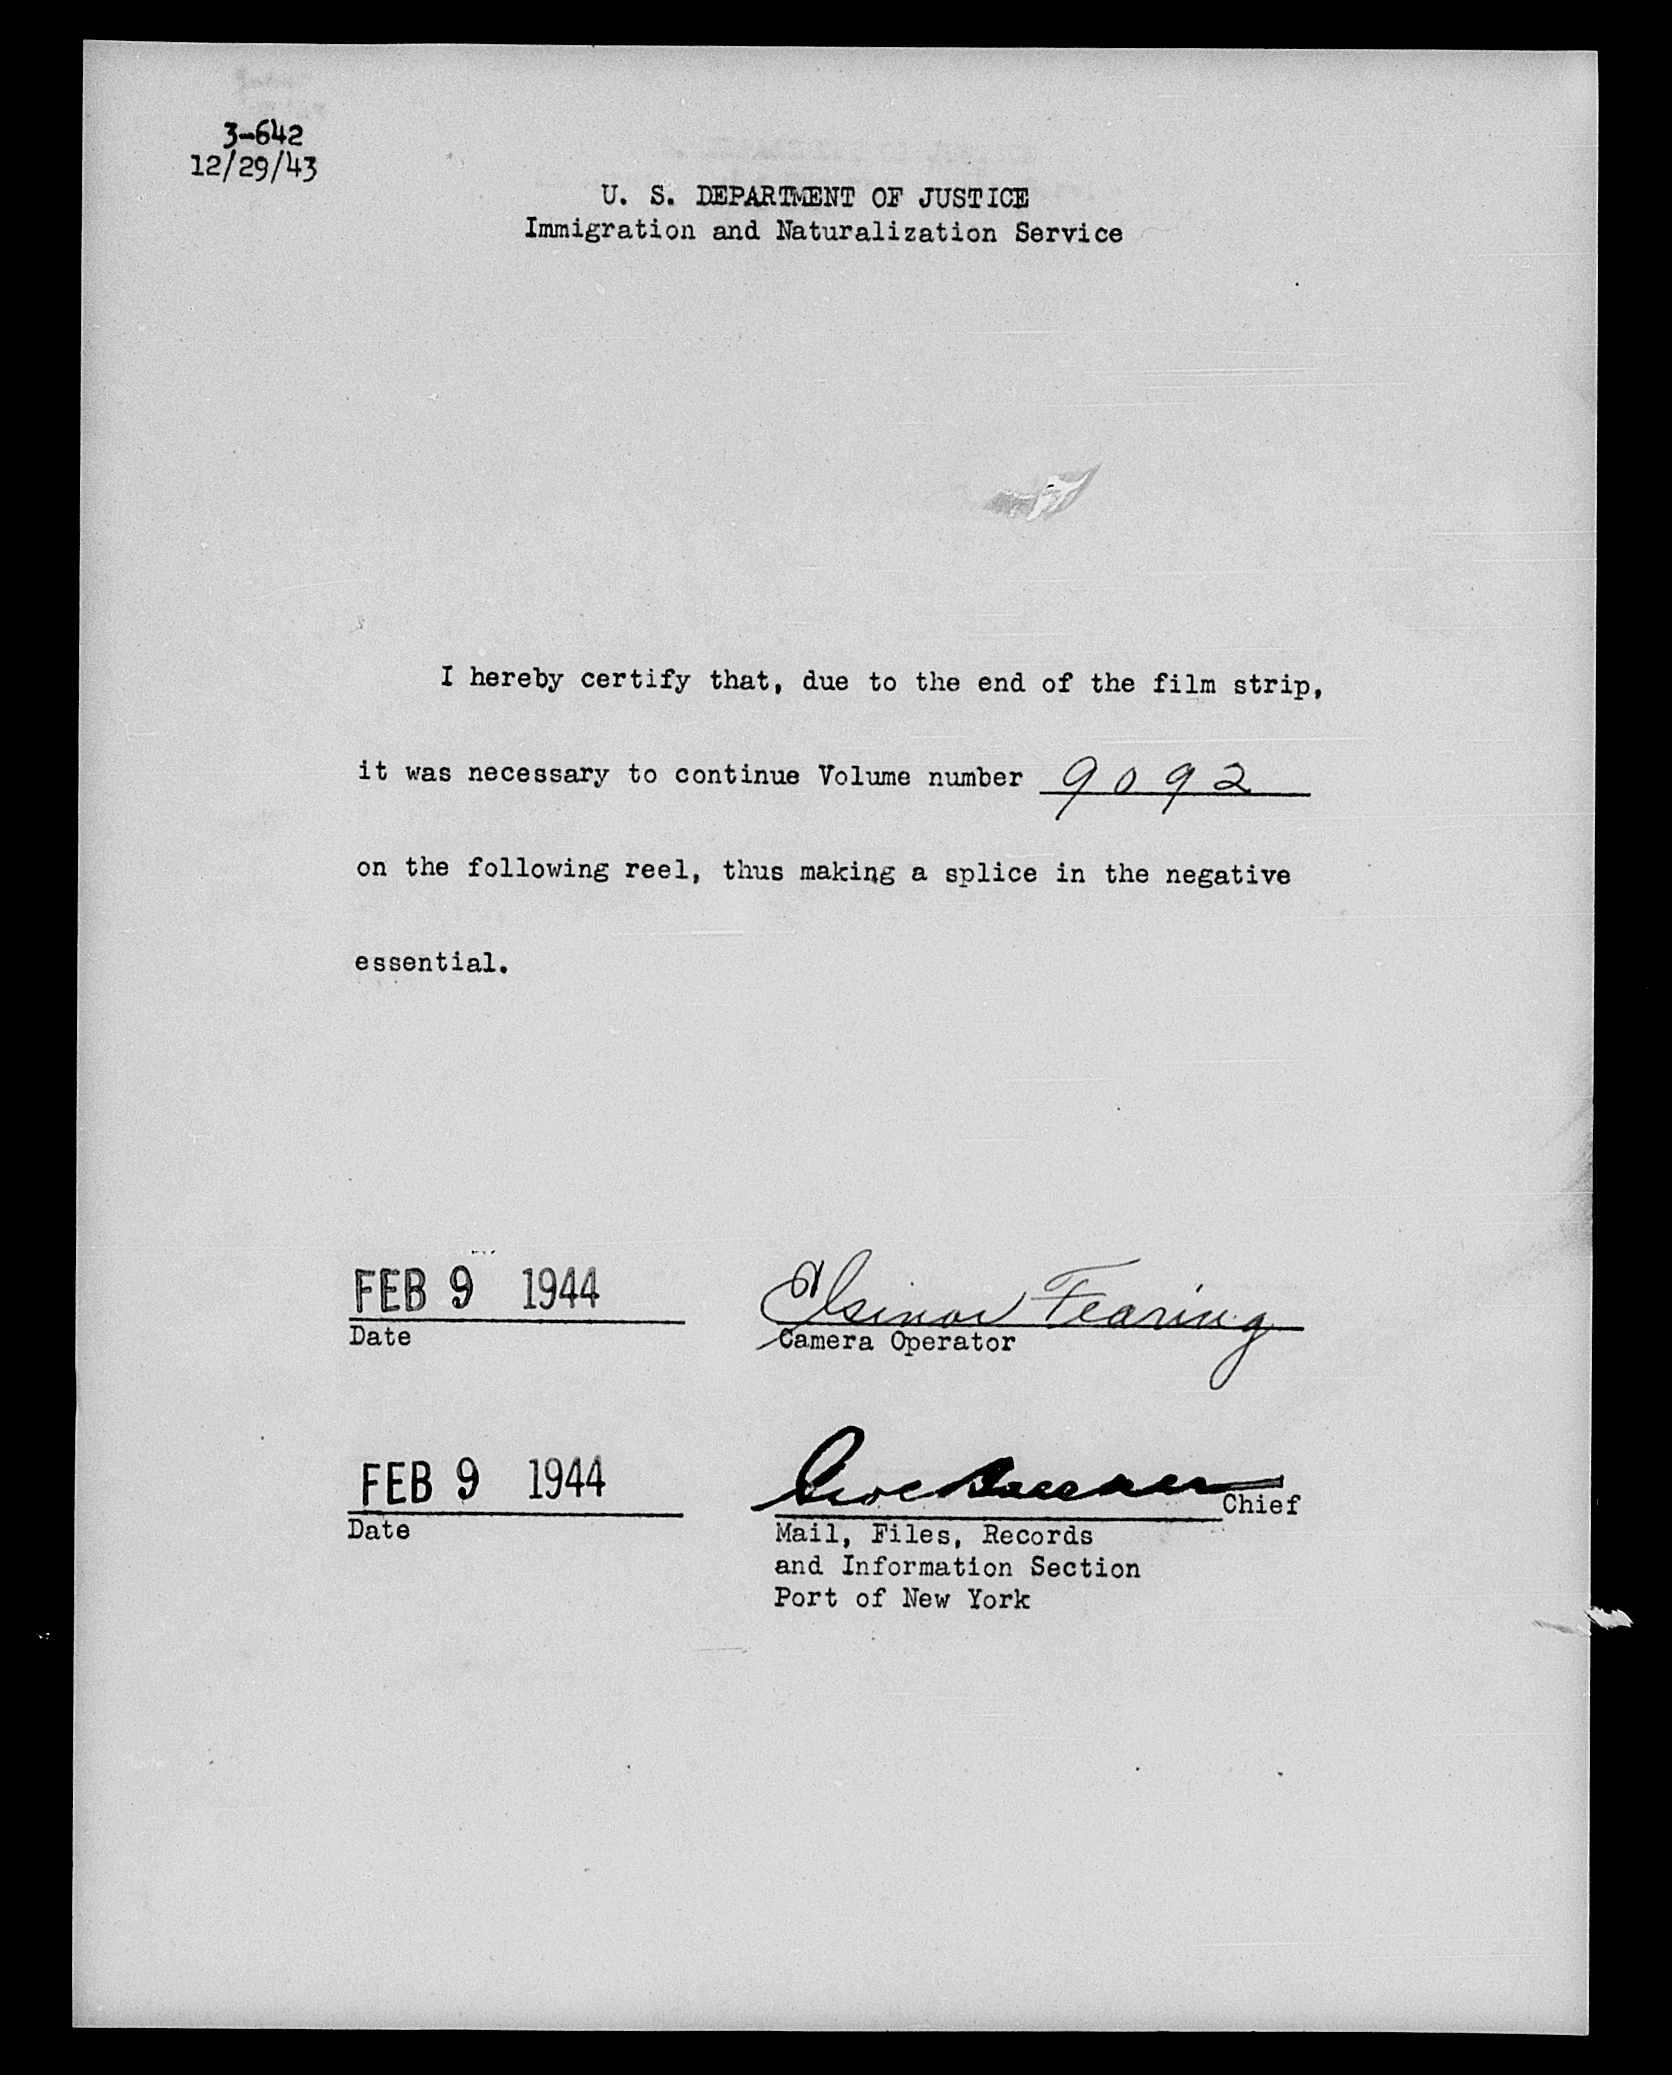 3-642
12/29/43
U. S. DEPARTMENT OF JUSTICE
Immigration and Naturalization Service
I hereby certify that, due to the end of the film strip,
it was necessary to continue Volume number 9092
on the following reel, thus making a splice in the negative
essential.
FEB 9 1944 Elsinor Fearing
Date Camera Operator
FEB 9 1944 Chief
Date Mail, Files, Records
and Information Section
Port of New York